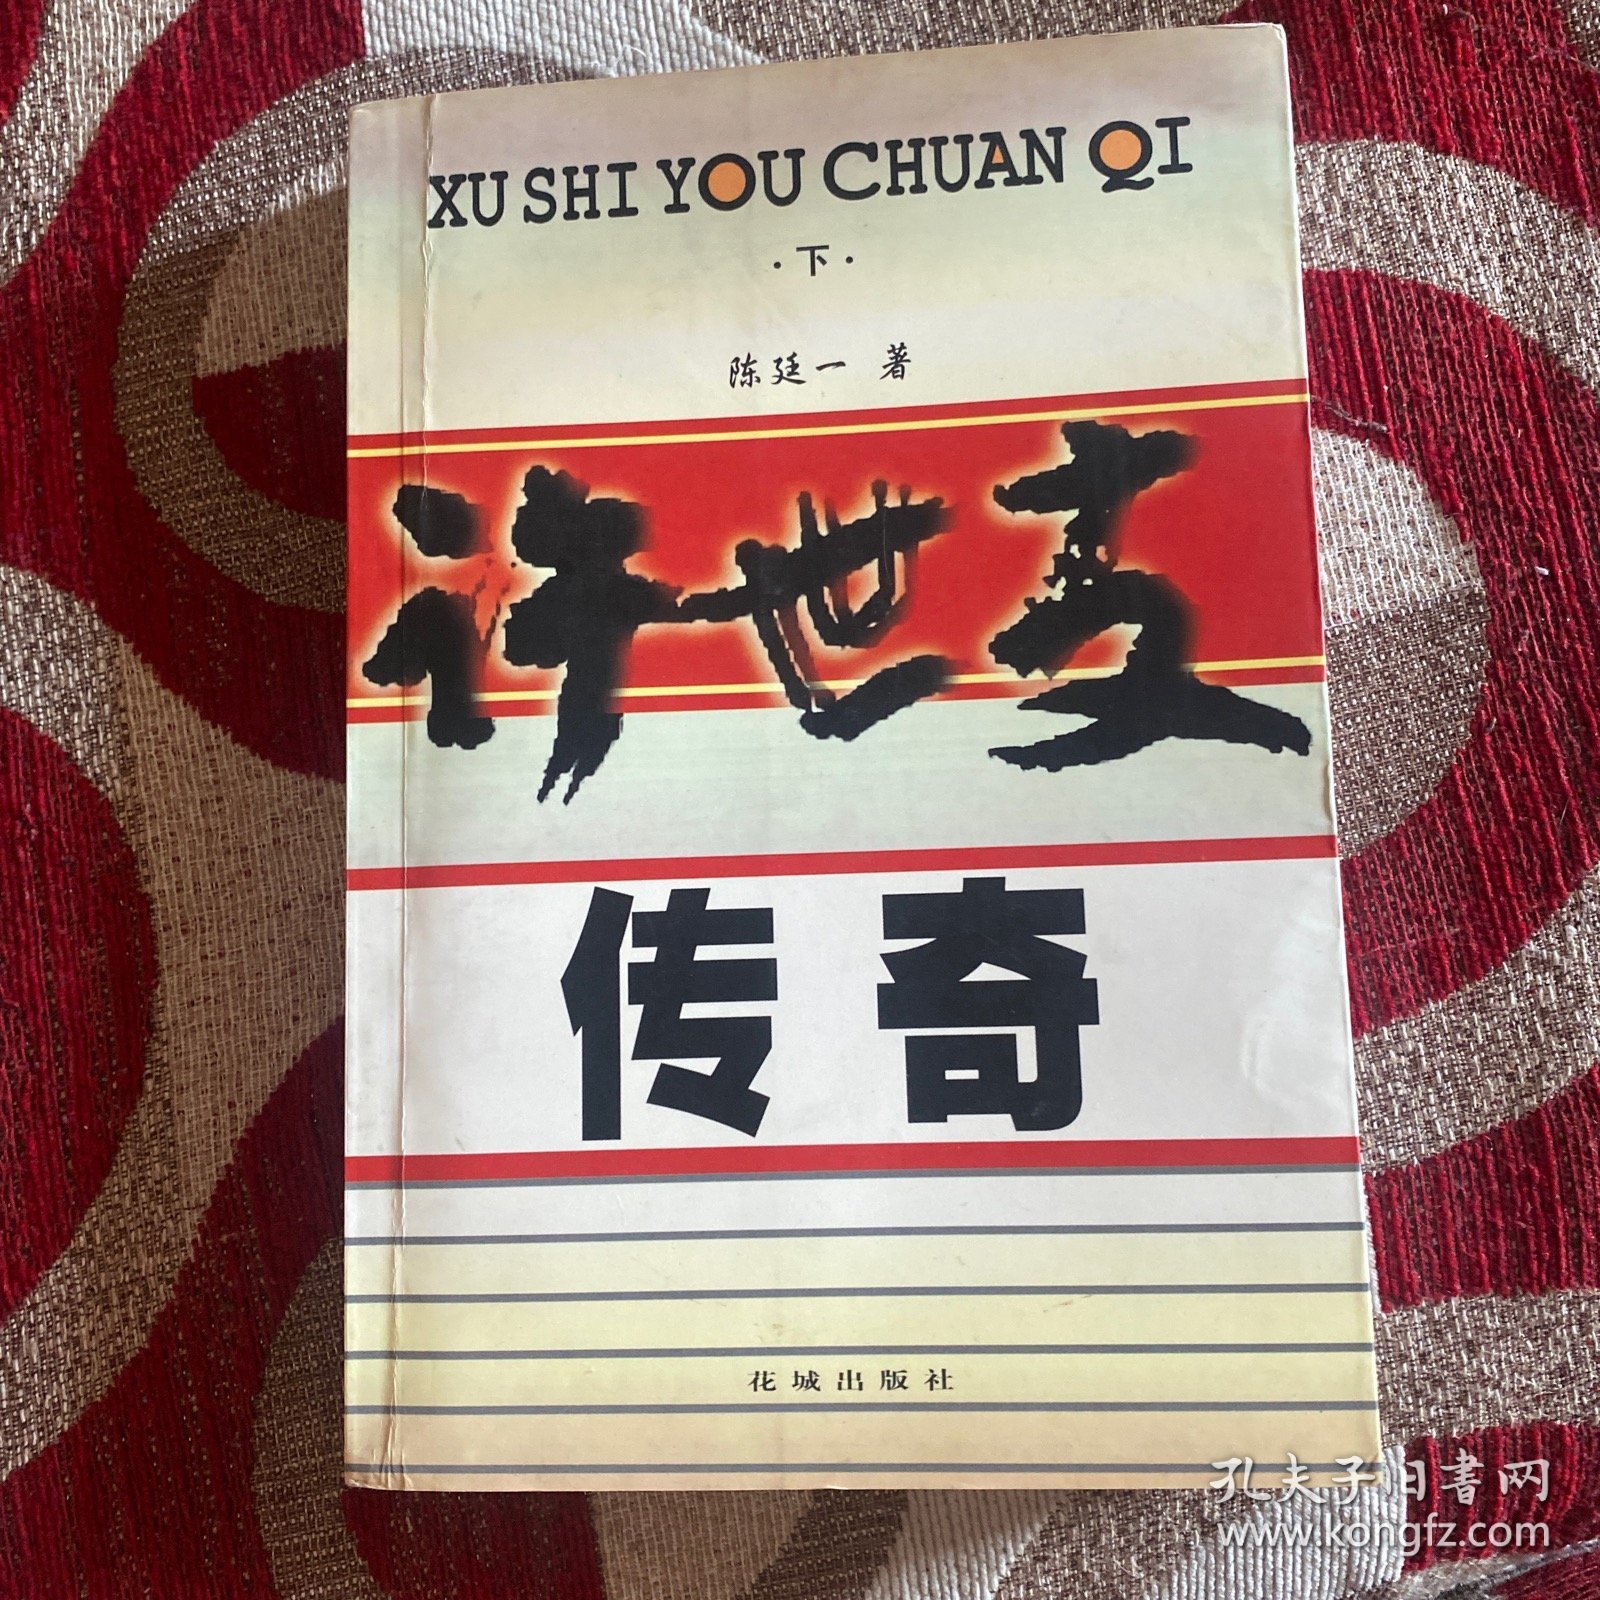 XU SHI YOU CHUAN QI
·下·
陈廷一 著
许世友
传奇
花城出版社
孔夫子旧书网
www.kongfz.com